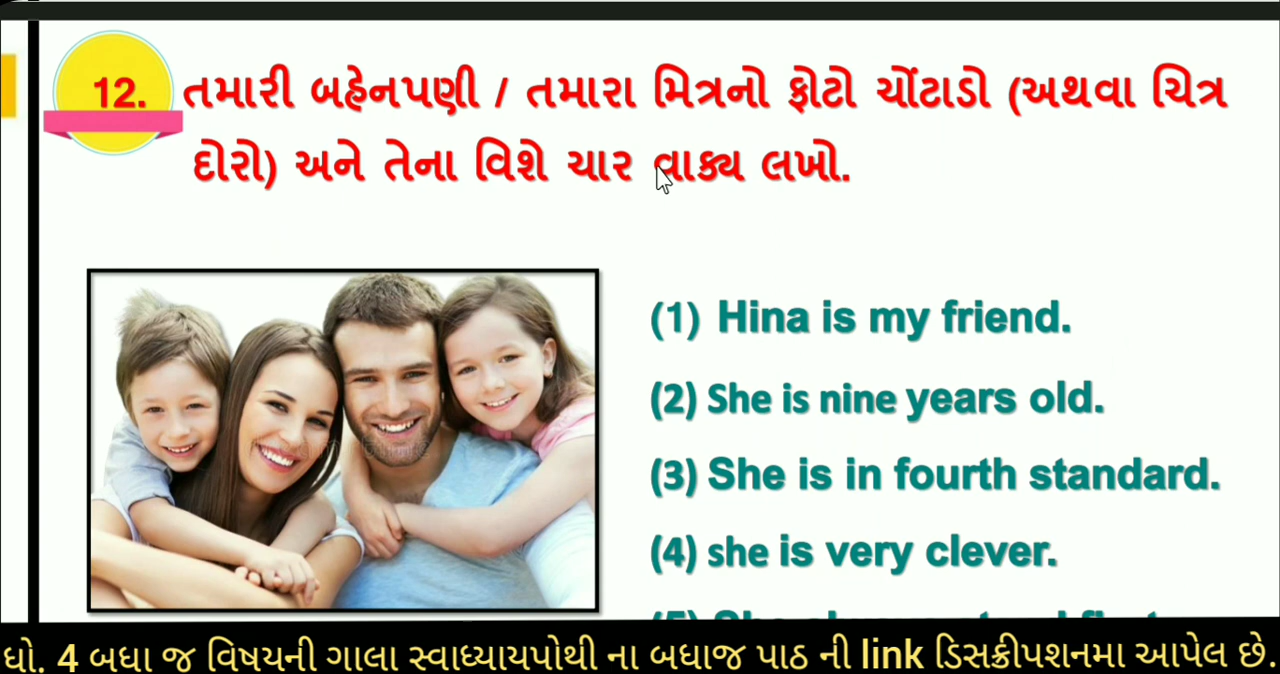 12. તમારી બહેનપણી / તમારા મિત્રનો ફોટો ચોંટાડો (અથવા ચિત્ર
દોરો) અને તેના વિશે ચાર વાક્ય લખો.
(1) Hina is my friend.
(2) She is nine years old.
(3) She is in fourth standard.
(4) she is very clever.
ધો. 4 બધા જ વિષયની ગાલા સ્વાધ્યાયપોથી ના બધાજ પાઠ ની link ડિસક્રીપશનમા આપેલ છે.